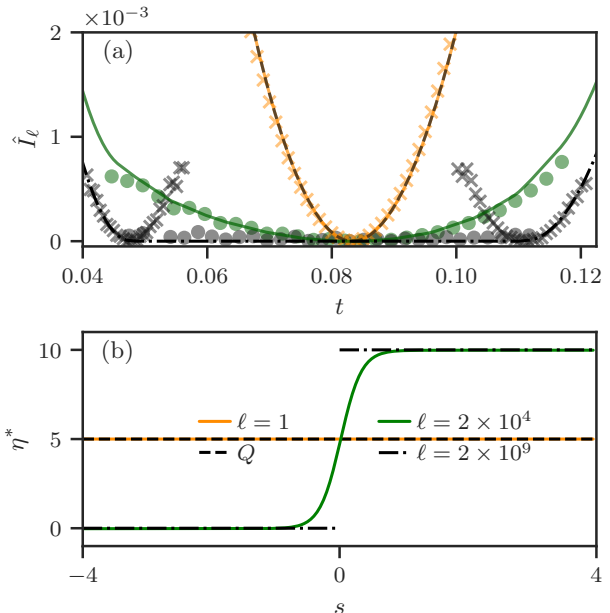 ×10⁻³
(a)
2
1
0
Î_ℓ
0.04 0.06 0.08 0.10 0.12
t
(b)
10
5
0
η*
ℓ = 1
Q
ℓ = 2 × 10⁴
ℓ = 2 × 10⁹
−4 0 4
s